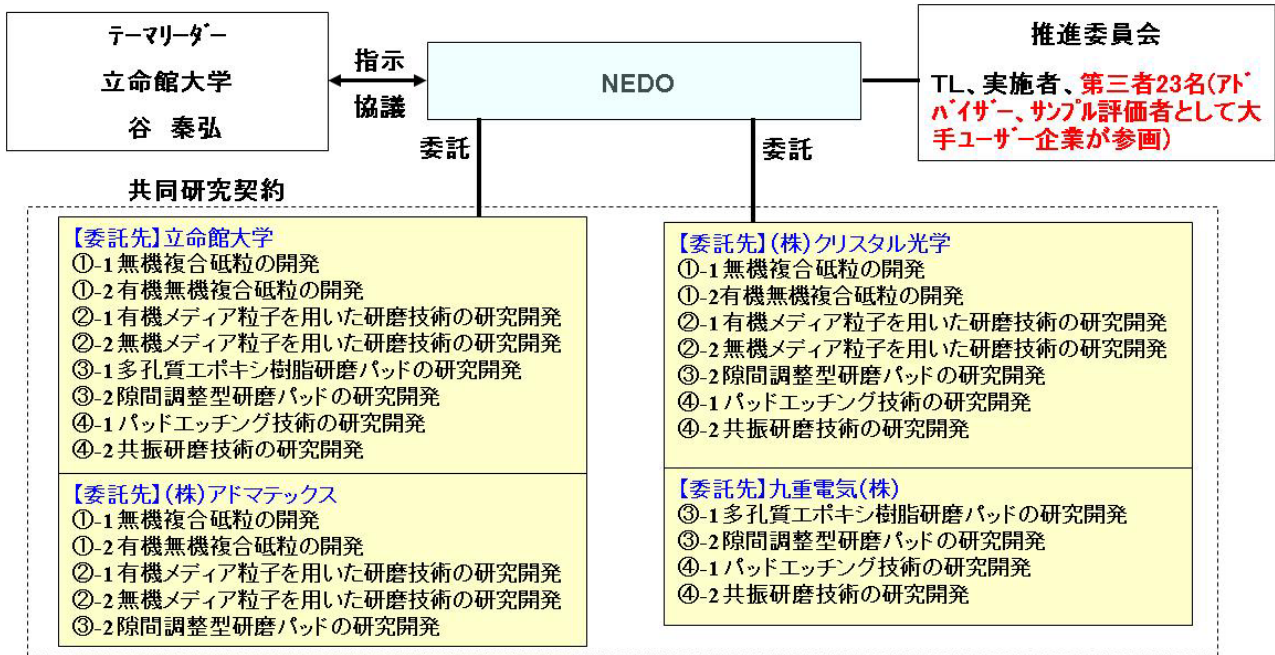 テーマリーダー
立命館大学
谷 泰弘
指示
協議
NEDO
推進委員会
TL、実施者、第三者23名(アド
バイザー、サンプル評価者として大
手ユーザー企業が参画)
委託
委託
共同研究契約
【委託先】立命館大学
①-1無機複合砥粒の開発
①-2有機無機複合砥粒の開発
②-1有機メディア粒子を用いた研磨技術の研究開発
②-2無機メディア粒子を用いた研磨技術の研究開発
③-1多孔質エポキシ樹脂研磨パッドの研究開発
③-2隙間調整型研磨パッドの研究開発
④-1パッドエッチング技術の研究開発
④-2共振研磨技術の研究開発
【委託先】(株)アドマテックス
①-1無機複合砥粒の開発
①-2有機無機複合砥粒の開発
②-1有機メディア粒子を用いた研磨技術の研究開発
②-2無機メディア粒子を用いた研磨技術の研究開発
③-2隙間調整型研磨パッドの研究開発
【委託先】(株)クリスタル光学
①-1無機複合砥粒の開発
①-2有機無機複合砥粒の開発
②-1有機メディア粒子を用いた研磨技術の研究開発
②-2無機メディア粒子を用いた研磨技術の研究開発
③-2隙間調整型研磨パッドの研究開発
④-1パッドエッチング技術の研究開発
④-2共振研磨技術の研究開発
【委託先】九重電気(株)
③-1多孔質エポキシ樹脂研磨パッドの研究開発
③-2隙間調整型研磨パッドの研究開発
④-1パッドエッチング技術の研究開発
④-2共振研磨技術の研究開発